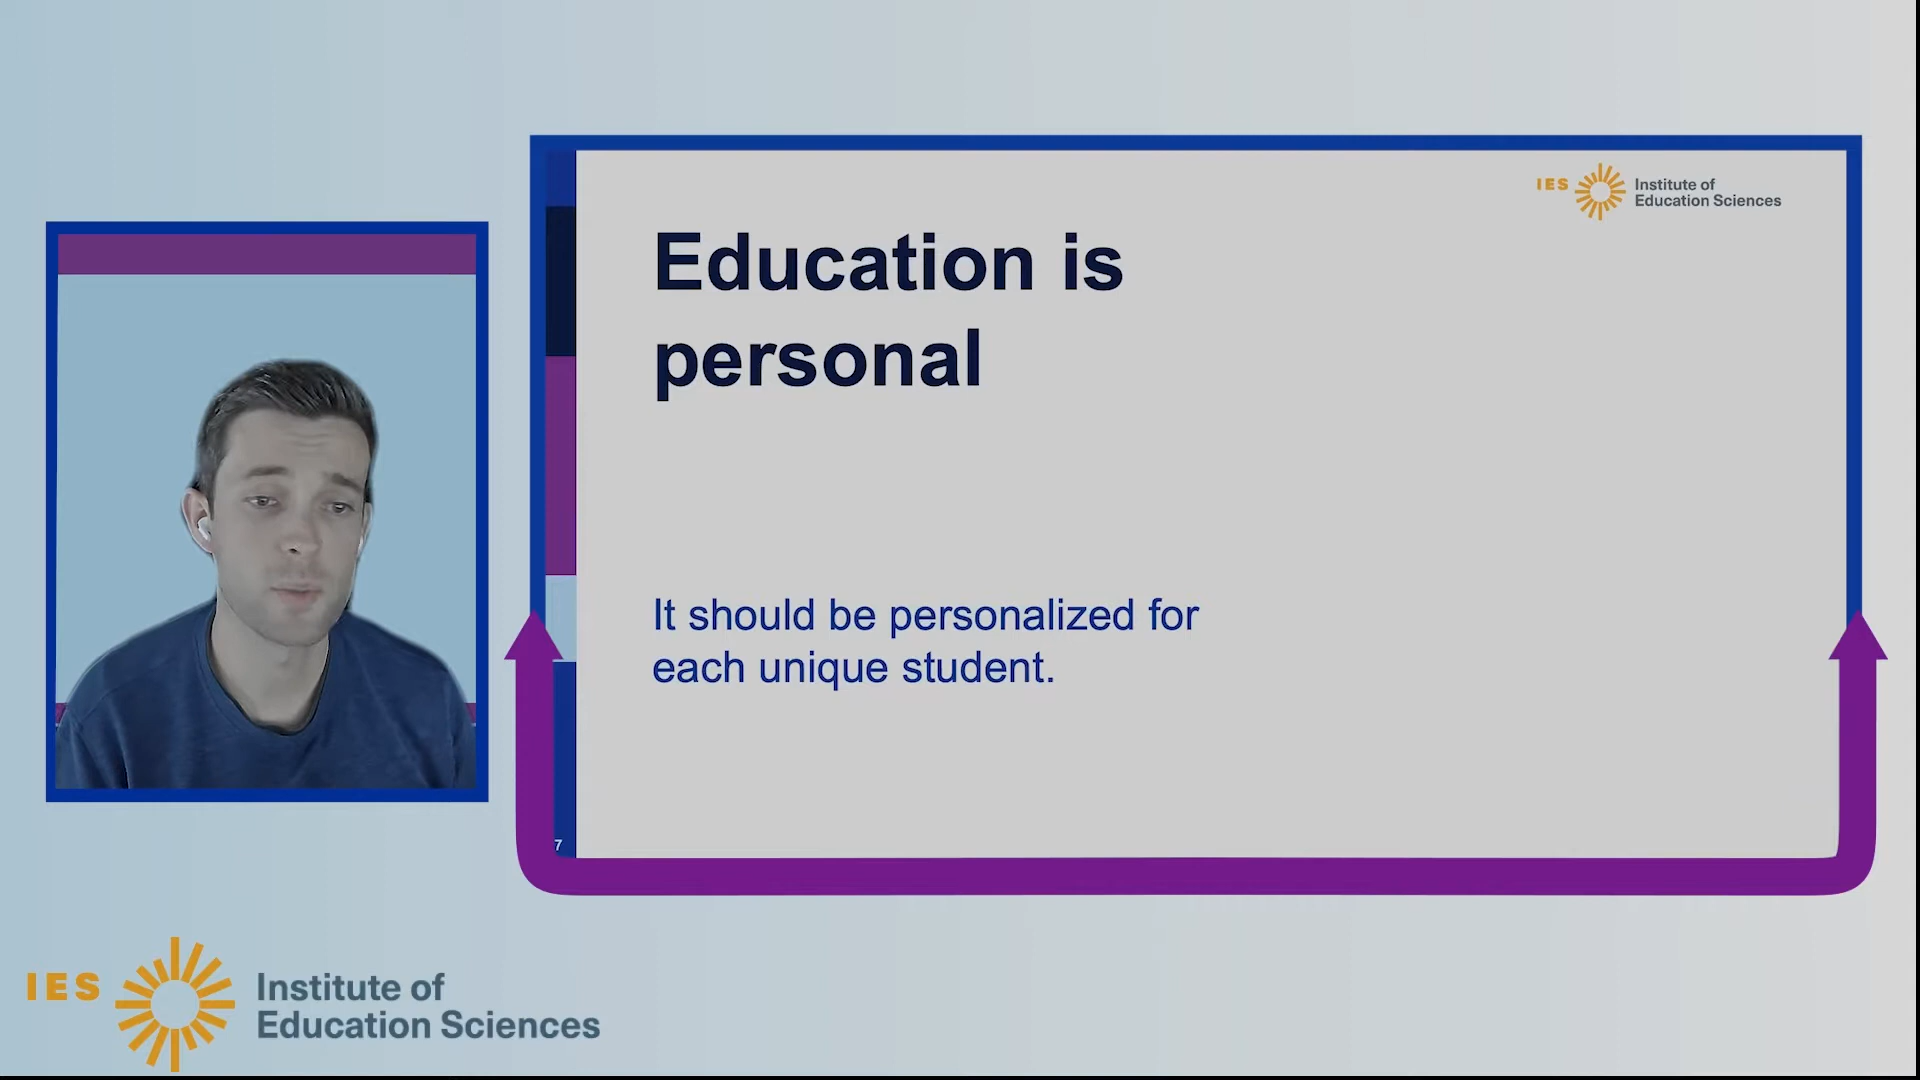 IES Institute of
Education Sciences
Education is
personal
It should be personalized for
each unique student.
7
IES Institute of
Education Sciences